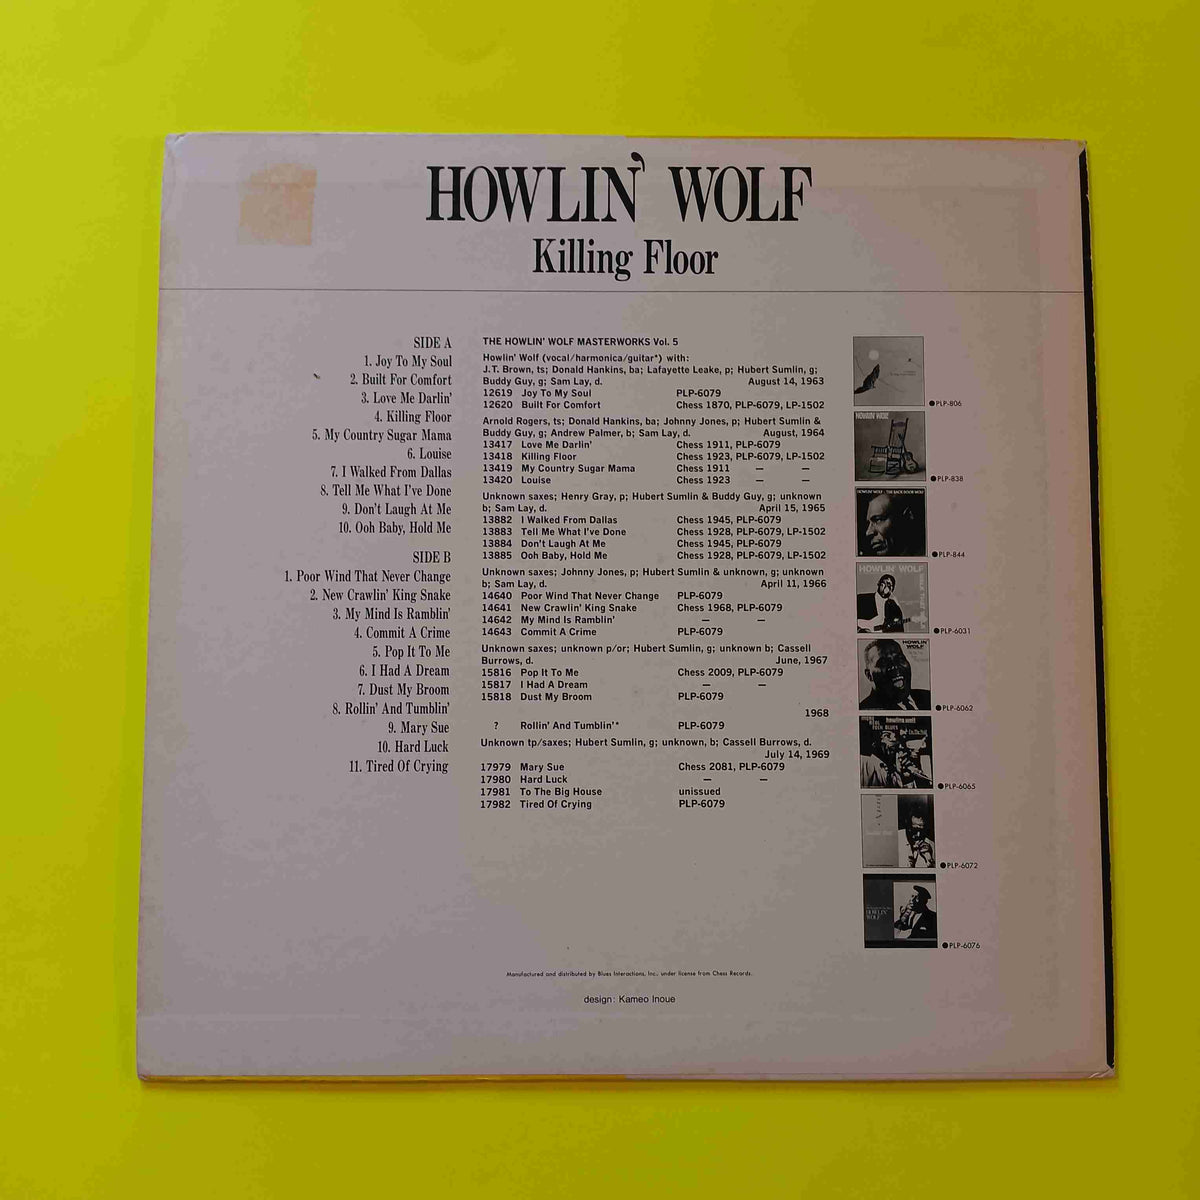 HOWLIN' WOLF
Killing Floor
SIDE A
1. Joy To My Soul
2. Built For Comfort
3. Love Me Darlin'
4. Killing Floor
5. My Country Sugar Mama
6. Louise
7. I Walked From Dallas
8. Tell Me What I've Done
9. Don't Laugh At Me
10. Ooh Baby, Hold Me
SIDE B
1. Poor Wind That Never Change
2. New Crawlin' King Snake
3. My Mind Is Ramblin'
4. Commit A Crime
5. Pop It To Me
6. I Had A Dream
7. Dust My Broom
8. Rollin' And Tumblin'
9. Mary Sue
10. Hard Luck
11. Tired Of Crying
THE HOWLIN' WOLF MASTERWORKS Vol. 5
Howlin' Wolf (vocal/harmonica/guitar*) with:
J.T. Brown, ts; Donald Hankins, ba; Lafayette Leake, p; Hubert Sumlin, g;
Buddy Guy, g; Sam Lay, d. August 14, 1963
12619 Joy To My Soul PLP-6079
12620 Built For Comfort Chess 1870, PLP-6079, LP-1502
Arnold Rogers, ts; Donald Hankins, ba; Johnny Jones, p; Hubert Sumlin &
Buddy Guy, g; Andrew Palmer, b; Sam Lay, d. August, 1964
13417 Love Me Darlin' Chess 1911, PLP-6079
13418 Killing Floor Chess 1923, PLP-6079, LP-1502
13419 My Country Sugar Mama Chess 1911 — —
13420 Louise Chess 1923 — —
Unknown saxes; Henry Gray, p; Hubert Sumlin & Buddy Guy, g; unknown
b; Sam Lay, d. April 15, 1965
13882 I Walked From Dallas Chess 1945, PLP-6079
13883 Tell Me What I've Done Chess 1928, PLP-6079, LP-1502
13884 Don't Laugh At Me Chess 1945, PLP-6079
13885 Ooh Baby, Hold Me Chess 1928, PLP-6079, LP-1502
Unknown saxes; Johnny Jones, p; Hubert Sumlin & unknown, g; unknown
b; Sam Lay, d. April 11, 1966
14640 Poor Wind That Never Change PLP-6079
14641 New Crawlin' King Snake Chess 1968, PLP-6079
14642 My Mind Is Ramblin' — —
14643 Commit A Crime PLP-6079
Unknown saxes; unknown p/or; Hubert Sumlin, g; unknown b; Cassell
Burrows, d. June, 1967
15816 Pop It To Me Chess 2009, PLP-6079
15817 I Had A Dream — —
15818 Dust My Broom PLP-6079
1968
? Rollin' And Tumblin'* PLP-6079
Unknown tp/saxes; Hubert Sumlin, g; unknown, b; Cassell Burrows, d.
July 14, 1969
17979 Mary Sue Chess 2081, PLP-6079
17980 Hard Luck — —
17981 To The Big House unissued
17982 Tired Of Crying PLP-6079
●PLP-806
HOWLIN' WOLF
●PLP-838
HOWLIN' WOLF THE BACK DOOR WOLF
●PLP-844
HOWLIN' WOLF
●PLP-6031
HOWLIN' WOLF
●PLP-6062
howling wolf
●PLP-6065
●PLP-6072
HOWLIN' WOLF
●PLP-6076
Manufactured and distributed by Blues Interactions, Inc. under license from Chess Records.
design: Kameo Inoue